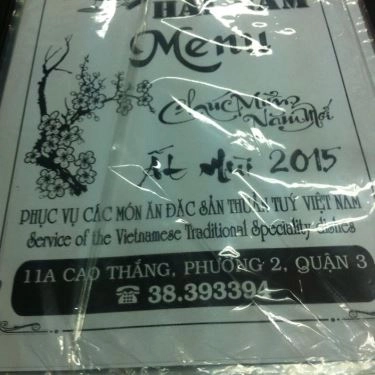 Menu
Chúc Mừng
Năm Mới
Ất Mùi 2015
PHỤC VỤ CÁC MÓN ĂN ĐẶC SẢN THUẦN TUÝ VIỆT NAM
Service of the Vietnamese Traditional Speciality dishes
11A CAO THẮNG, PHƯỜNG 2, QUẬN 3
☎ 38.393394